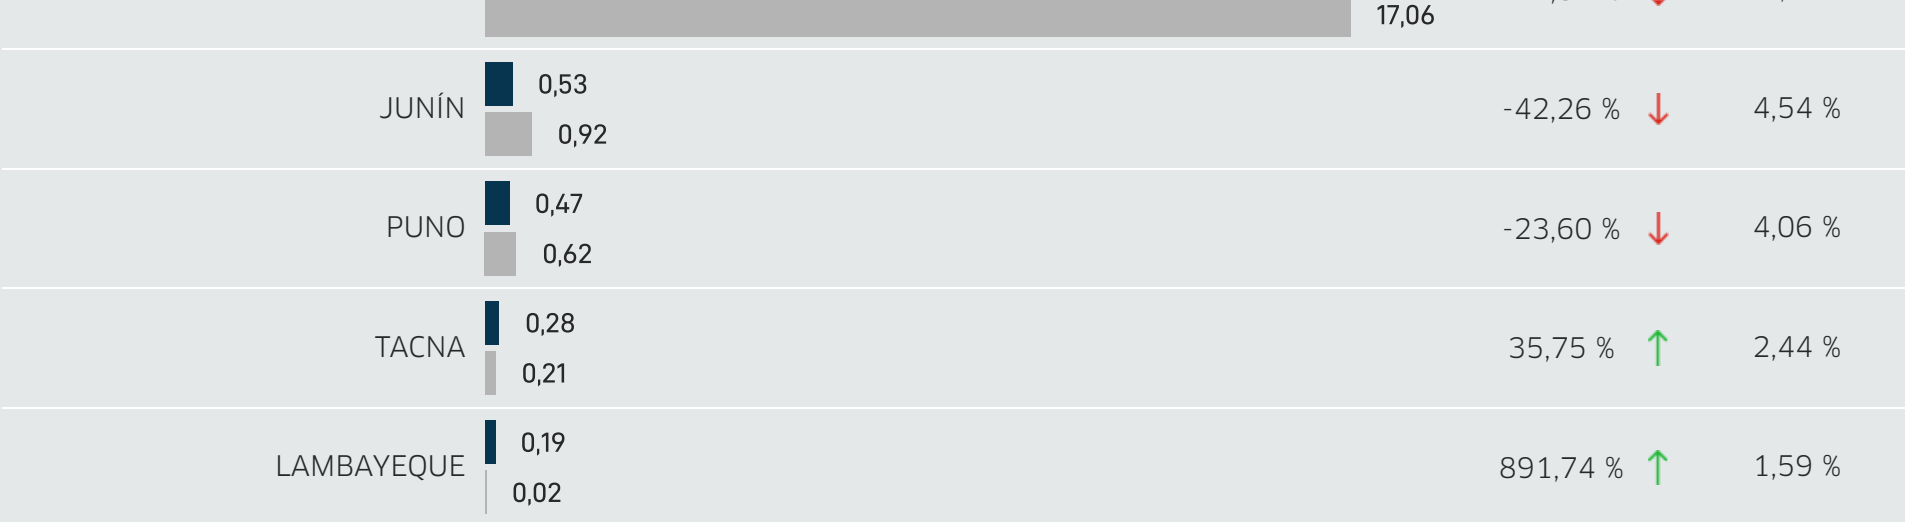 17,06
JUNÍN 0,53 0,92 -42,26 % ↓ 4,54 %
PUNO 0,47 0,62 -23,60 % ↓ 4,06 %
TACNA 0,28 0,21 35,75 % ↑ 2,44 %
LAMBAYEQUE 0,19 0,02 891,74 % ↑ 1,59 %